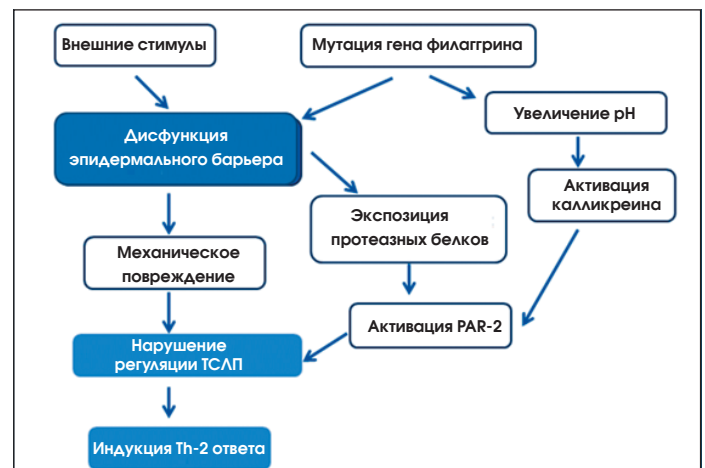 Внешние стимулы
Мутация гена филаггрина
Увеличение pH
Дисфункция
эпидермального барьера
Активация
калликреина
Экспозиция
протеазных белков
Механическое
повреждение
Активация PAR-2
Нарушение
регуляции ТСЛП
Индукция Th-2 ответа